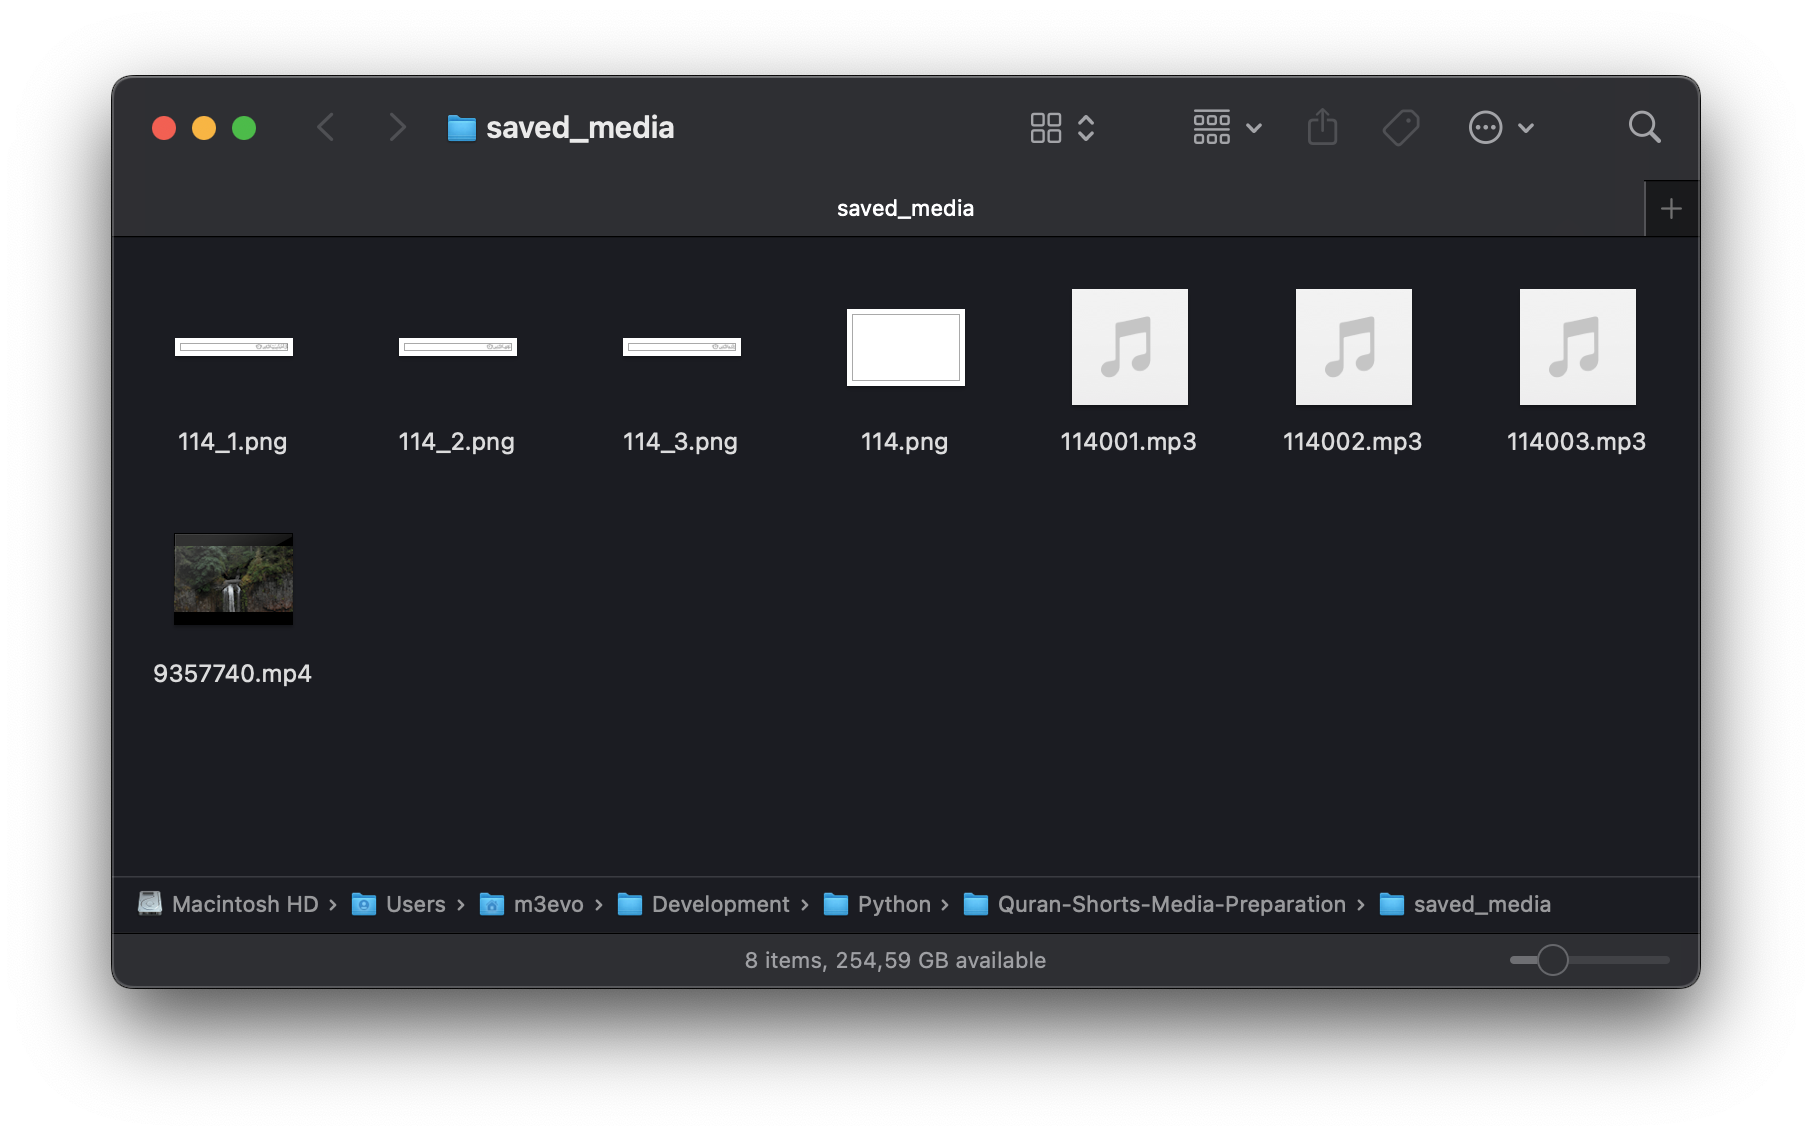 saved_media
saved_media
114_1.png
114_2.png
114_3.png
114.png
114001.mp3
114002.mp3
114003.mp3
9357740.mp4
Macintosh HD › Users › m3evo › Development › Python › Quran-Shorts-Media-Preparation › saved_media
8 items, 254,59 GB available